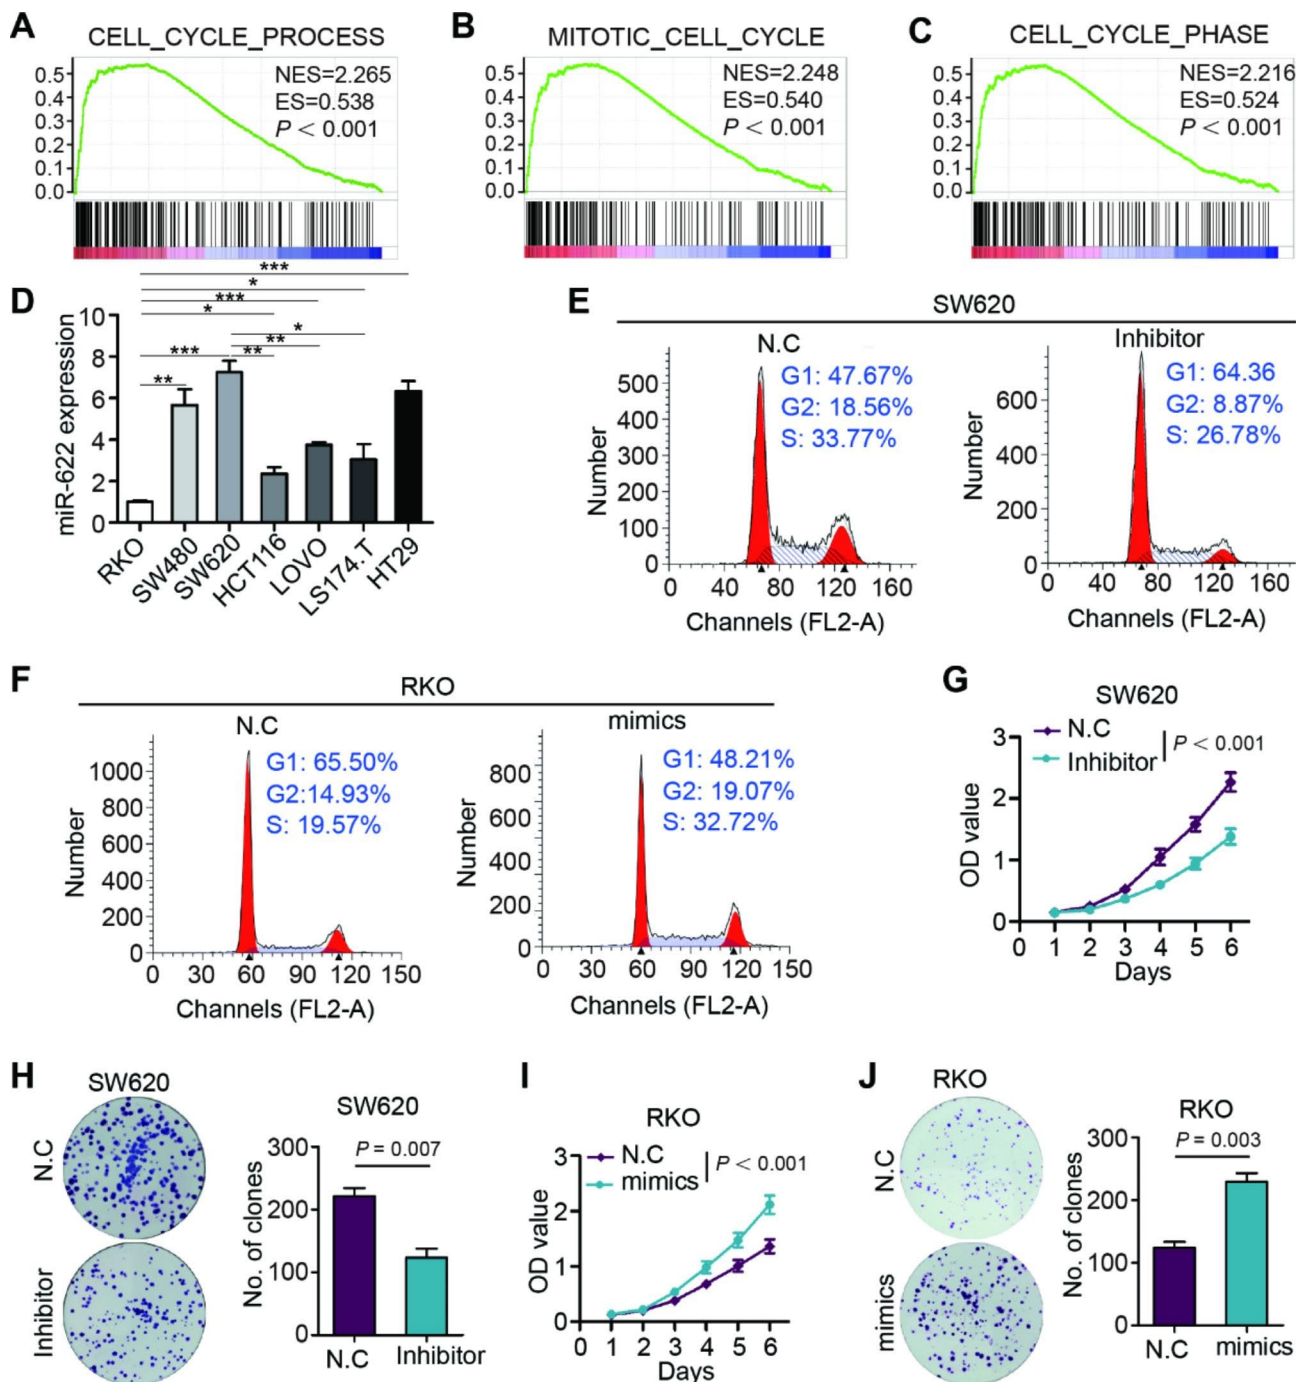 A
CELL_CYCLE_PROCESS
NES=2.265
ES=0.538
P < 0.001
0.5
0.4
0.3
0.2
0.1
0.0
B
MITOTIC_CELL_CYCLE
NES=2.248
ES=0.540
P < 0.001
0.5
0.4
0.3
0.2
0.1
0.0
C
CELL_CYCLE_PHASE
NES=2.216
ES=0.524
P < 0.001
0.5
0.4
0.3
0.2
0.1
0.0
D
miR-622 expression
10
8
6
4
2
0
***
*
***
*
*
**
*** **
**
RKO
SW480
SW620
HCT116
LOVO
LS174.T
HT29
E
SW620
N.C
G1: 47.67%
G2: 18.56%
S: 33.77%
Number
500
400
300
200
100
0
0 40 80 120 160
Channels (FL2-A)
Inhibitor
G1: 64.36
G2: 8.87%
S: 26.78%
Number
600
400
200
0
0 40 80 120 160
Channels (FL2-A)
F
RKO
N.C
G1: 65.50%
G2:14.93%
S: 19.57%
Number
1000
800
600
400
200
0
0 30 60 90 120 150
Channels (FL2-A)
mimics
G1: 48.21%
G2: 19.07%
S: 32.72%
Number
800
600
400
200
0
0 30 60 90 120 150
Channels (FL2-A)
G
SW620
N.C
Inhibitor
P < 0.001
OD value
3
2
1
0
0 1 2 3 4 5 6
Days
H
SW620
N.C
Inhibitor
SW620
P = 0.007
No. of clones
300
200
100
0
N.C Inhibitor
I
RKO
N.C
mimics
P < 0.001
OD value
3
2
1
0
0 1 2 3 4 5 6
Days
J
RKO
N.C
mimics
RKO
P = 0.003
No. of clones
300
200
100
0
N.C mimics